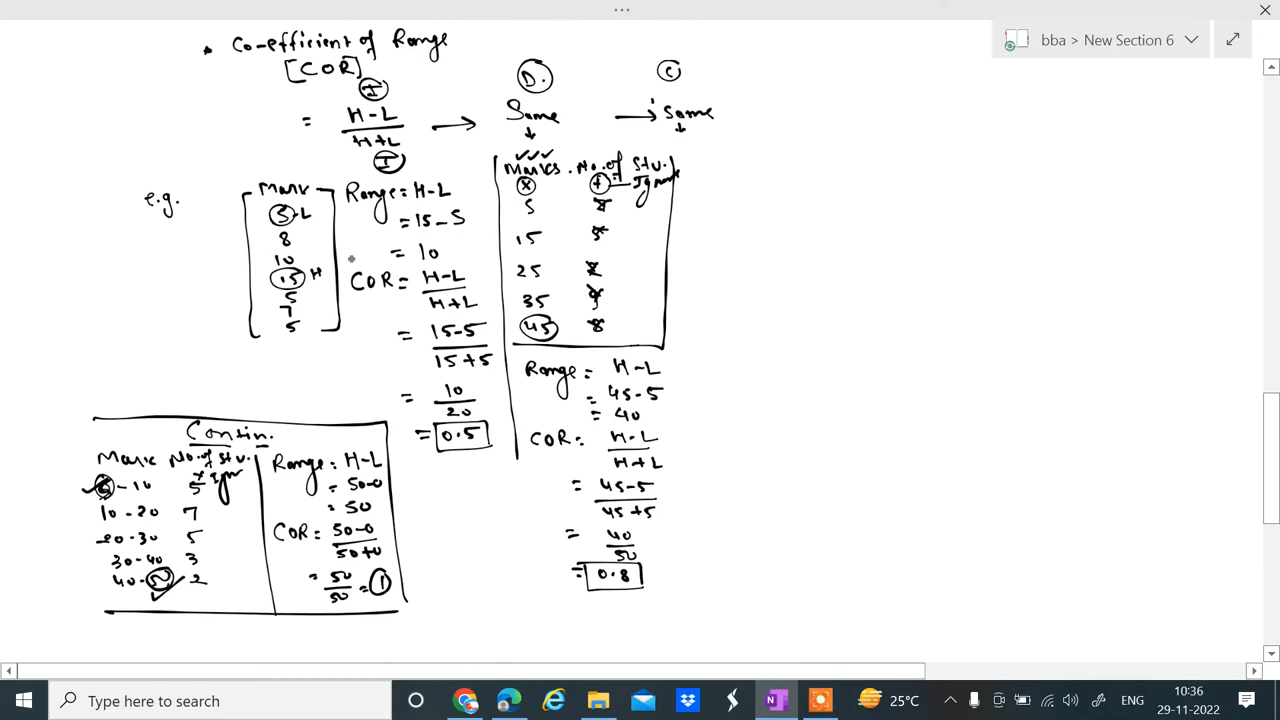 bba > New Section 6
• Co-efficient of Range
[COR]
I
= H-L
H+L
I
D.
Same
C
Same
e.g.
Mark
5 -L
8
10
15 H
5
7
5
Range = H-L
= 15-5
= 10
COR = H-L
H+L
= 15-5
15+5
= 10
20
= 0.5
Marks No. of Stu.
x f
5
15 5
25
35
45 8
Range = H-L
= 45-5
= 40
COR = H-L
H+L
= 45-5
45+5
= 40
50
= 0.8
Contin.
Mark No. of Stu.
0-10 5
10-20 7
20-30 5
30-40 3
40-50 2
Range = H-L
= 50-0
= 50
COR = 50-0
50+0
= 50
50
= 1
Type here to search
25°C
ENG
10:36
29-11-2022